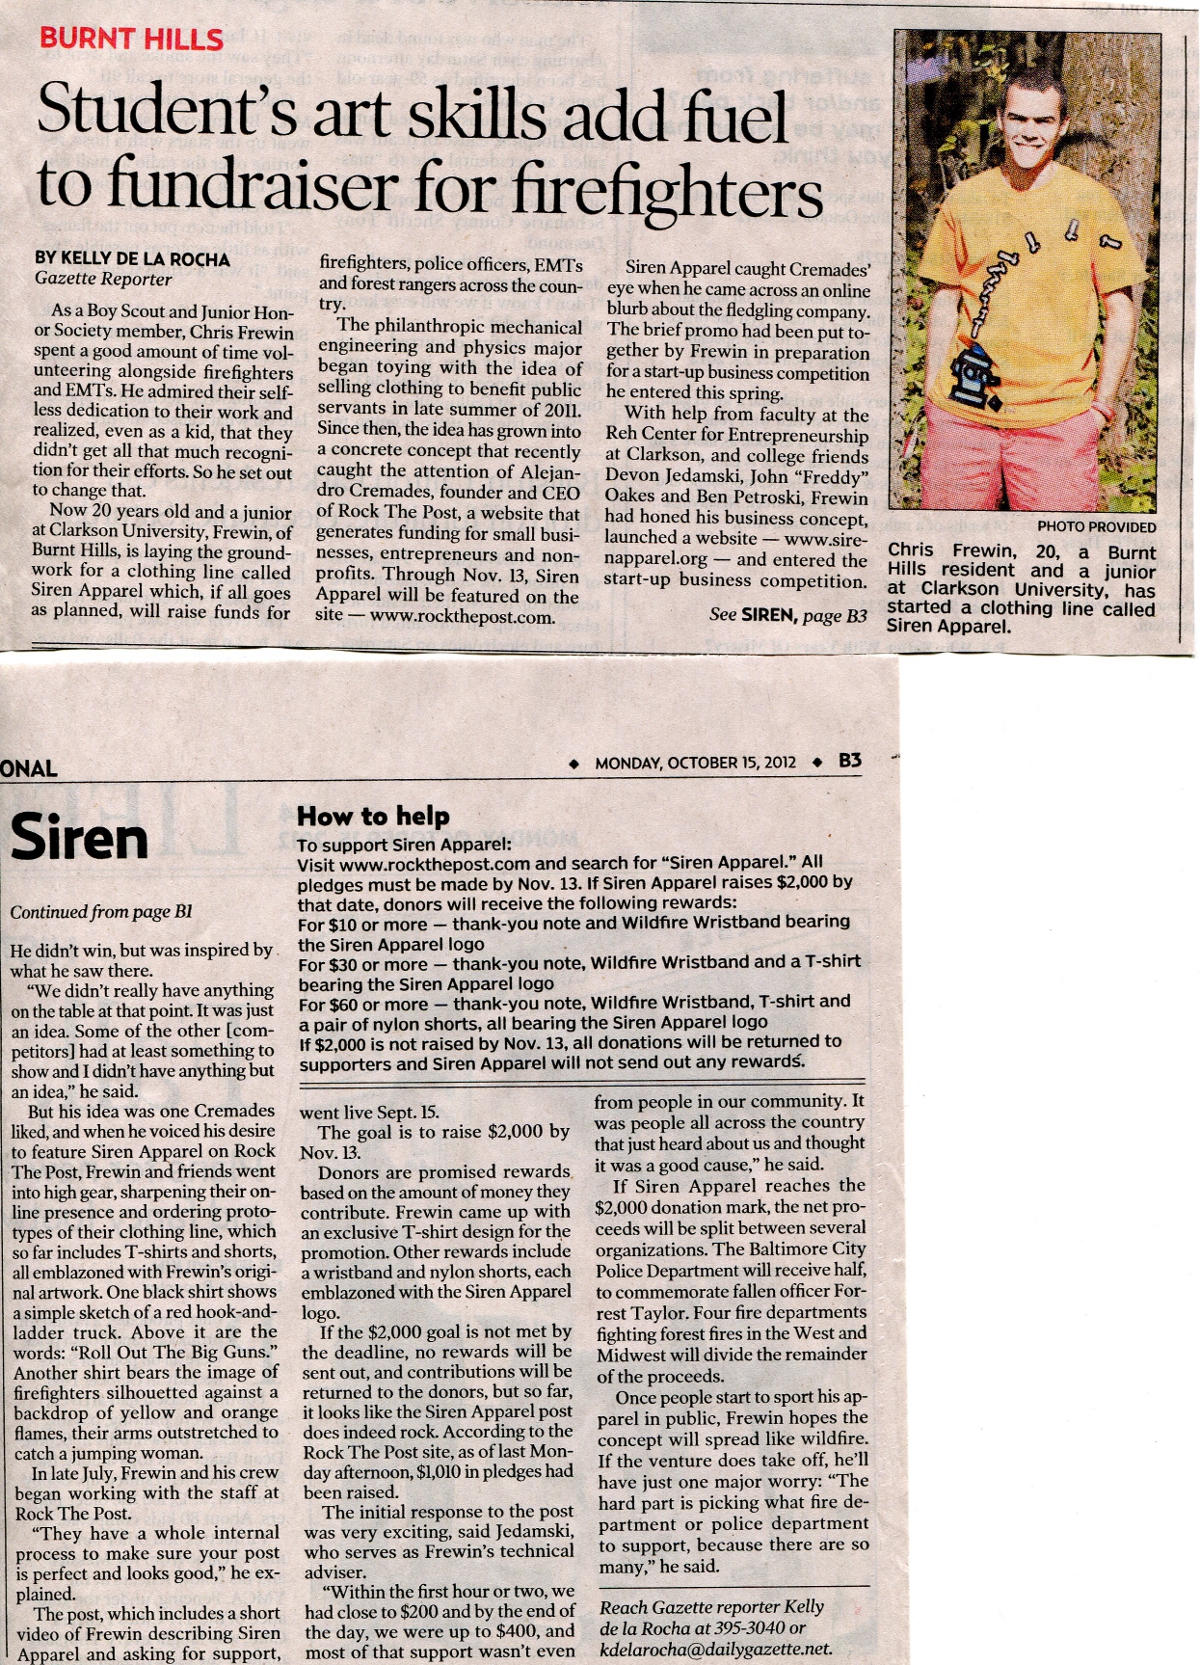 BURNT HILLS
Student's art skills add fuel
to fundraiser for firefighters
BY KELLY DE LA ROCHA
Gazette Reporter
As a Boy Scout and Junior Hon-
or Society member, Chris Frewin
spent a good amount of time vol-
unteering alongside firefighters
and EMTs. He admired their self-
less dedication to their work and
realized, even as a kid, that they
didn't get all that much recogni-
tion for their efforts. So he set out
to change that.
Now 20 years old and a junior
at Clarkson University, Frewin, of
Burnt Hills, is laying the ground-
work for a clothing line called
Siren Apparel which, if all goes
as planned, will raise funds for
firefighters, police officers, EMTs
and forest rangers across the coun-
try.
The philanthropic mechanical
engineering and physics major
began toying with the idea of
selling clothing to benefit public
servants in late summer of 2011.
Since then, the idea has grown into
a concrete concept that recently
caught the attention of Alejan-
dro Cremades, founder and CEO
of Rock The Post, a website that
generates funding for small busi-
nesses, entrepreneurs and non-
profits. Through Nov. 13, Siren
Apparel will be featured on the
site — www.rockthepost.com.
Siren Apparel caught Cremades'
eye when he came across an online
blurb about the fledgling company.
The brief promo had been put to-
gether by Frewin in preparation
for a start-up business competition
he entered this spring.
With help from faculty at the
Reh Center for Entrepreneurship
at Clarkson, and college friends
Devon Jedamski, John "Freddy"
Oakes and Ben Petroski, Frewin
had honed his business concept,
launched a website — www.sire-
napparel.org — and entered the
start-up business competition.
See SIREN, page B3
PHOTO PROVIDED
Chris Frewin, 20, a Burnt
Hills resident and a junior
at Clarkson University, has
started a clothing line called
Siren Apparel.
ONAL
◆ MONDAY, OCTOBER 15, 2012 ◆ B3
Siren
Continued from page B1
He didn't win, but was inspired by
what he saw there.
"We didn't really have anything
on the table at that point. It was just
an idea. Some of the other [com-
petitors] had at least something to
show and I didn't have anything but
an idea," he said.
But his idea was one Cremades
liked, and when he voiced his desire
to feature Siren Apparel on Rock
The Post, Frewin and friends went
into high gear, sharpening their on-
line presence and ordering proto-
types of their clothing line, which
so far includes T-shirts and shorts,
all emblazoned with Frewin's origi-
nal artwork. One black shirt shows
a simple sketch of a red hook-and-
ladder truck. Above it are the
words: "Roll Out The Big Guns."
Another shirt bears the image of
firefighters silhouetted against a
backdrop of yellow and orange
flames, their arms outstretched to
catch a jumping woman.
In late July, Frewin and his crew
began working with the staff at
Rock The Post.
"They have a whole internal
process to make sure your post
is perfect and looks good," he ex-
plained.
The post, which includes a short
video of Frewin describing Siren
Apparel and asking for support,
How to help
To support Siren Apparel:
Visit www.rockthepost.com and search for "Siren Apparel." All
pledges must be made by Nov. 13. If Siren Apparel raises $2,000 by
that date, donors will receive the following rewards:
For $10 or more — thank-you note and Wildfire Wristband bearing
the Siren Apparel logo
For $30 or more — thank-you note, Wildfire Wristband and a T-shirt
bearing the Siren Apparel logo
For $60 or more — thank-you note, Wildfire Wristband, T-shirt and
a pair of nylon shorts, all bearing the Siren Apparel logo
If $2,000 is not raised by Nov. 13, all donations will be returned to
supporters and Siren Apparel will not send out any rewards.
went live Sept. 15.
The goal is to raise $2,000 by
Nov. 13.
Donors are promised rewards
based on the amount of money they
contribute. Frewin came up with
an exclusive T-shirt design for the
promotion. Other rewards include
a wristband and nylon shorts, each
emblazoned with the Siren Apparel
logo.
If the $2,000 goal is not met by
the deadline, no rewards will be
sent out, and contributions will be
returned to the donors, but so far,
it looks like the Siren Apparel post
does indeed rock. According to the
Rock The Post site, as of last Mon-
day afternoon, $1,010 in pledges had
been raised.
The initial response to the post
was very exciting, said Jedamski,
who serves as Frewin's technical
adviser.
"Within the first hour or two, we
had close to $200 and by the end of
the day, we were up to $400, and
most of that support wasn't even
from people in our community. It
was people all across the country
that just heard about us and thought
it was a good cause," he said.
If Siren Apparel reaches the
$2,000 donation mark, the net pro-
ceeds will be split between several
organizations. The Baltimore City
Police Department will receive half,
to commemorate fallen officer For-
rest Taylor. Four fire departments
fighting forest fires in the West and
Midwest will divide the remainder
of the proceeds.
Once people start to sport his ap-
parel in public, Frewin hopes the
concept will spread like wildfire.
If the venture does take off, he'll
have just one major worry: "The
hard part is picking what fire de-
partment or police department
to support, because there are so
many," he said.
Reach Gazette reporter Kelly
de la Rocha at 395-3040 or
kdelarocha@dailygazette.net.